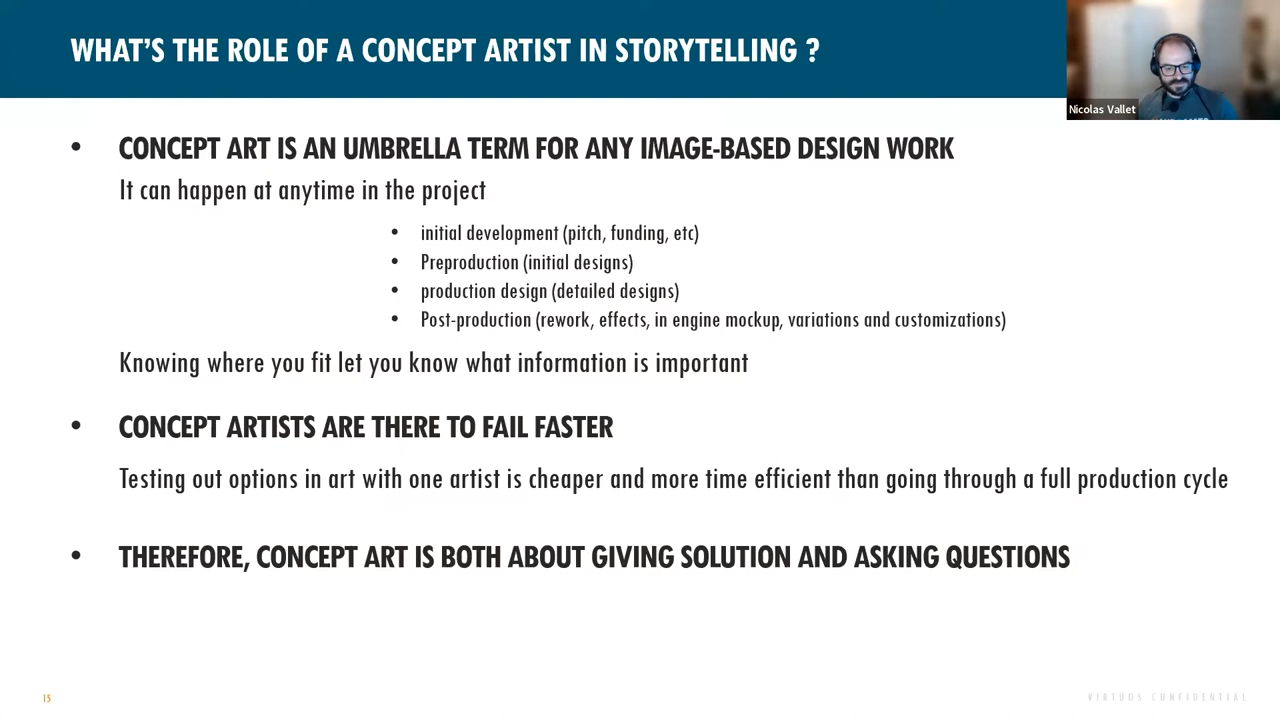 WHAT'S THE ROLE OF A CONCEPT ARTIST IN STORYTELLING ?
Nicolas Vallet
• CONCEPT ART IS AN UMBRELLA TERM FOR ANY IMAGE-BASED DESIGN WORK
It can happen at anytime in the project
• initial development (pitch, funding, etc)
• Preproduction (initial designs)
• production design (detailed designs)
• Post-production (rework, effects, in engine mockup, variations and customizations)
Knowing where you fit let you know what information is important
• CONCEPT ARTISTS ARE THERE TO FAIL FASTER
Testing out options in art with one artist is cheaper and more time efficient than going through a full production cycle
• THEREFORE, CONCEPT ART IS BOTH ABOUT GIVING SOLUTION AND ASKING QUESTIONS
15
VIRTUOS CONFIDENTIAL